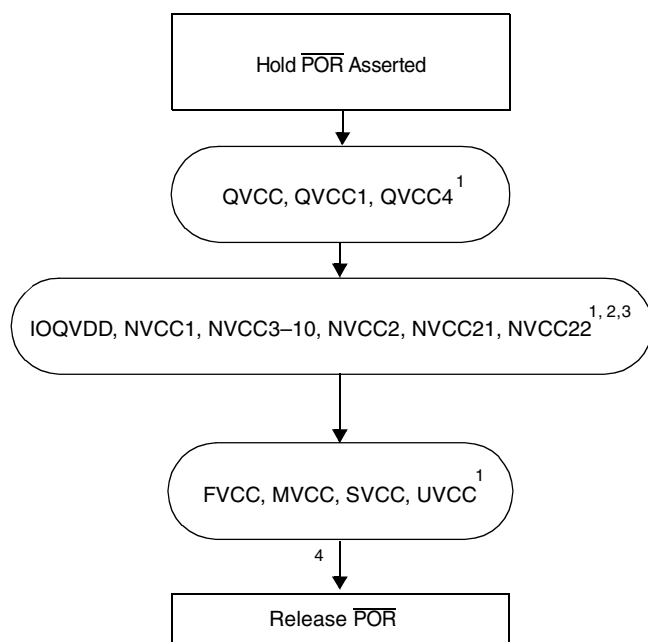 Hold POR Asserted
QVCC, QVCC1, QVCC4 1
IOQVDD, NVCC1, NVCC3–10, NVCC2, NVCC21, NVCC22 1, 2,3
FVCC, MVCC, SVCC, UVCC 1
4
Release POR